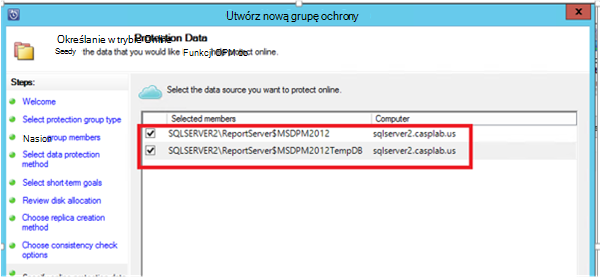 Utwórz nową grupę ochrony
Określanie w trybie Online Protection Data
Seedy the data that you would like Funkcji DPM do help protect online.
Steps:
Welcome
Select protection group type
Nasion group members
Select data protection method
Select short-term goals
Review disk allocation
Choose replica creation method
Choose consistency check options
Select the data source you want to protect online.
Selected members Computer
SQLSERVER2\ReportServer$MSDPM2012 sqlserver2.casplab.us
SQLSERVER2\ReportServer$MSDPM2012TempDB sqlserver2.casplab.us